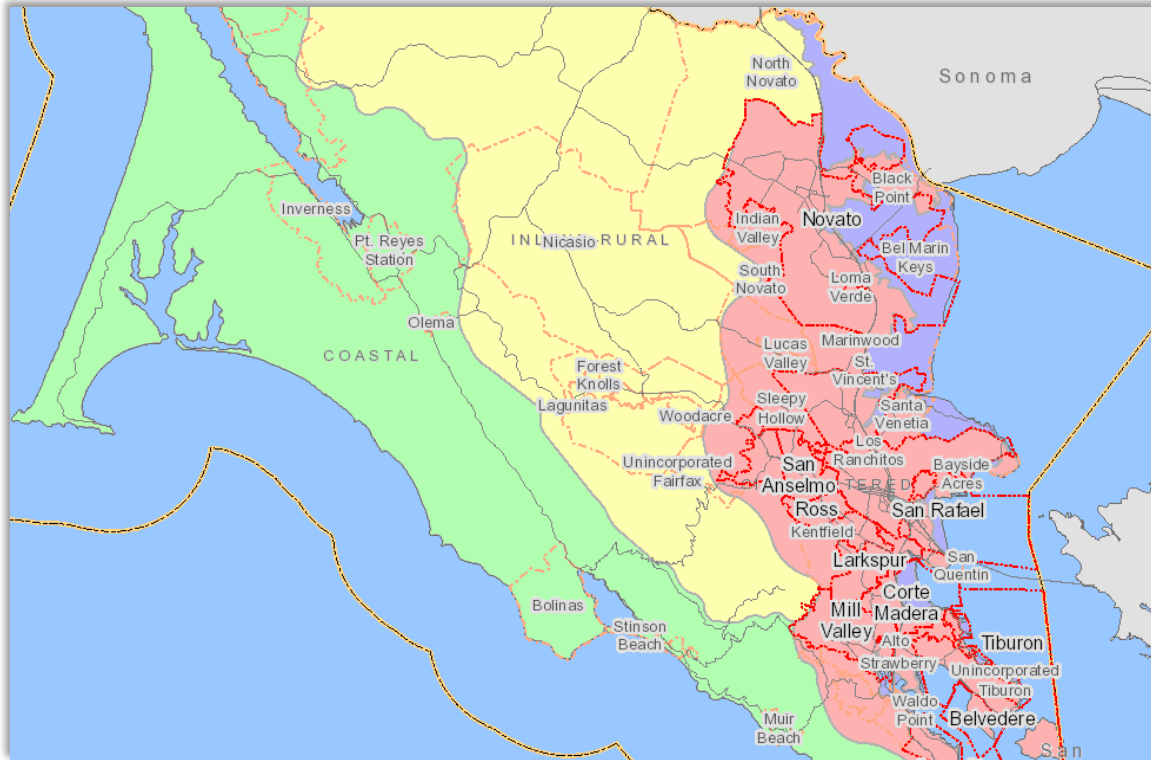 North
Novato
Sonoma
Black
Point
Inverness
Indian
Valley
Novato
Pt. Reyes
Station
Nicasio
RURAL
Bel Marin
Keys
South
Novato
Loma
Verde
Olema
COASTAL
Lucas
Valley
Marinwood
St.
Vincent's
Forest
Knolls
Lagunitas
Woodacre
Sleepy
Hollow
Santa
Venetia
Los
Ranchitos
Unincorporated
Fairfax
San
Anselmo
Bayside
Acres
Ross
San Rafael
Kentfield
Larkspur
San
Quentin
Bolinas
Corte
Madera
Mill
Valley
Stinson
Beach
Alto
Tiburon
Strawberry
Unincorporated
Tiburon
Waldo
Point
Belvedere
Muir
Beach
San